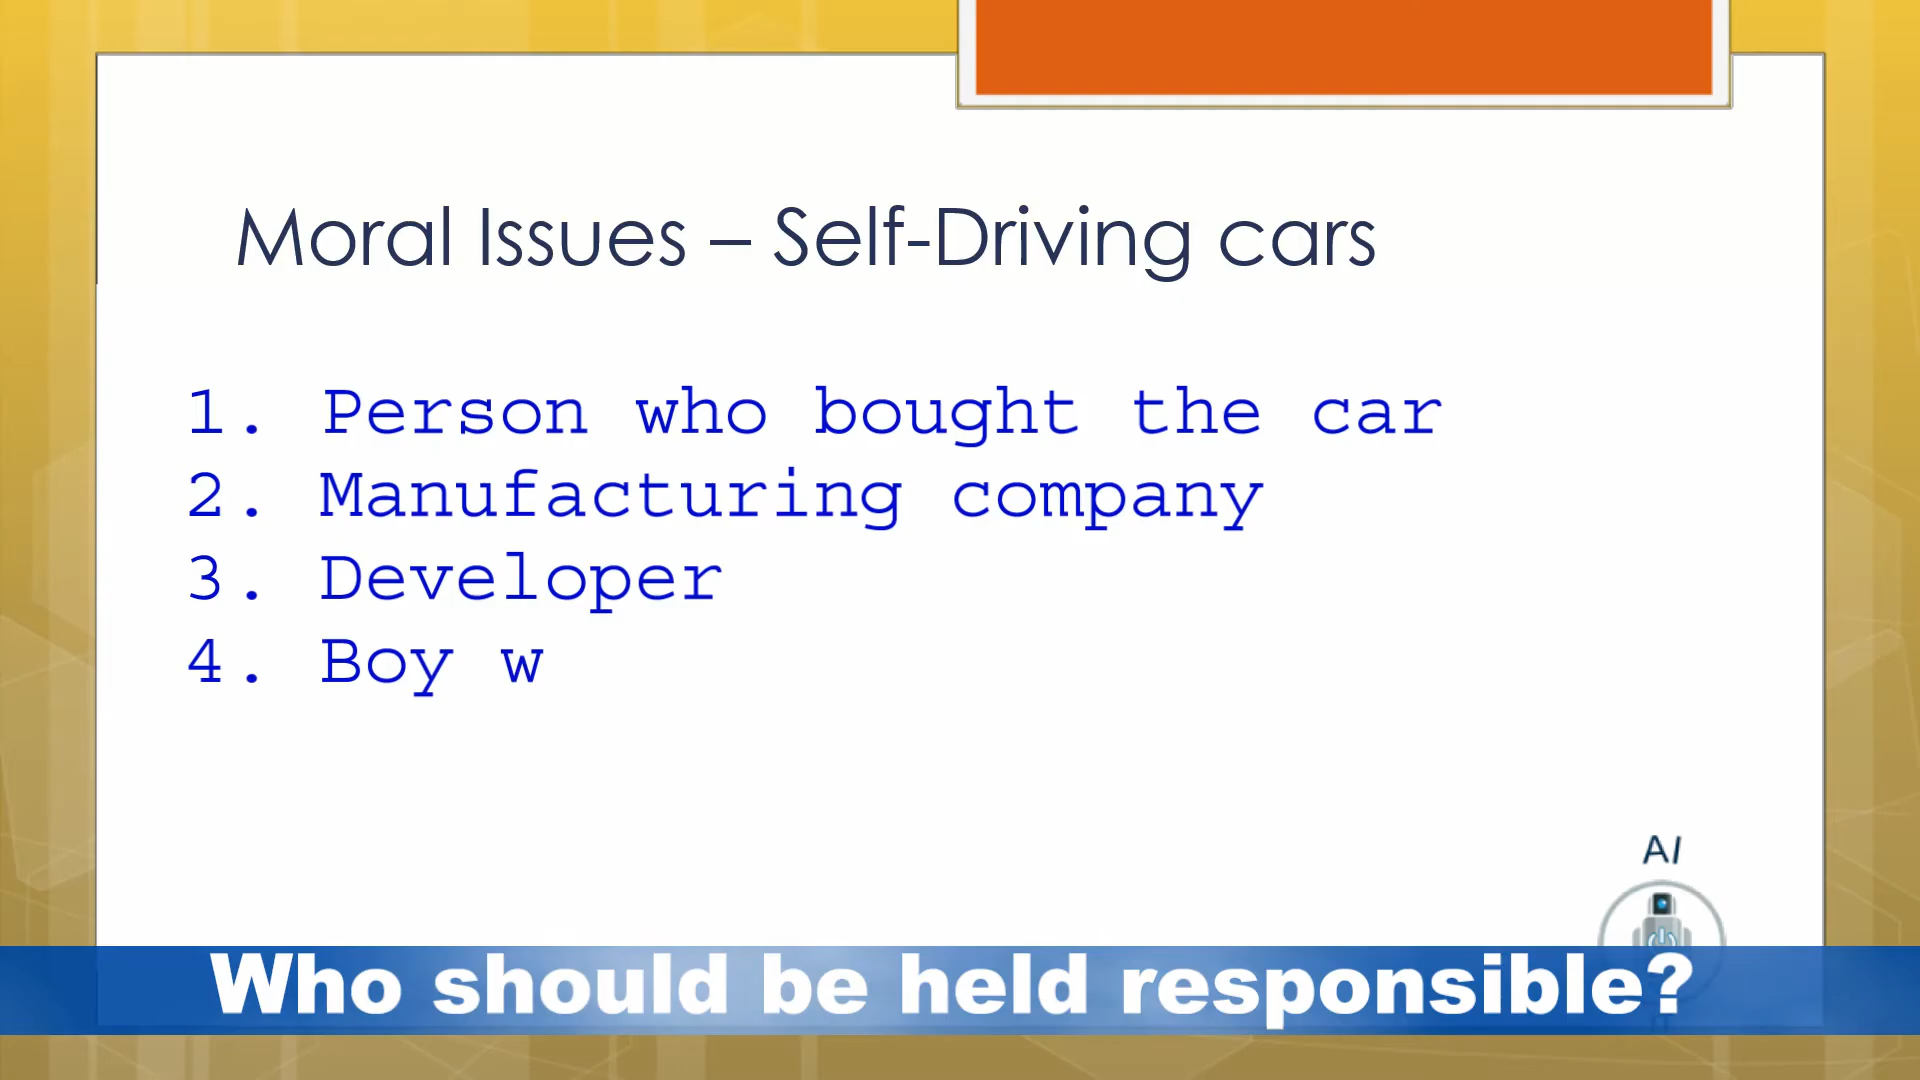 Moral Issues – Self-Driving cars
1. Person who bought the car
2. Manufacturing company
3. Developer
4. Boy w
AI
Who should be held responsible?